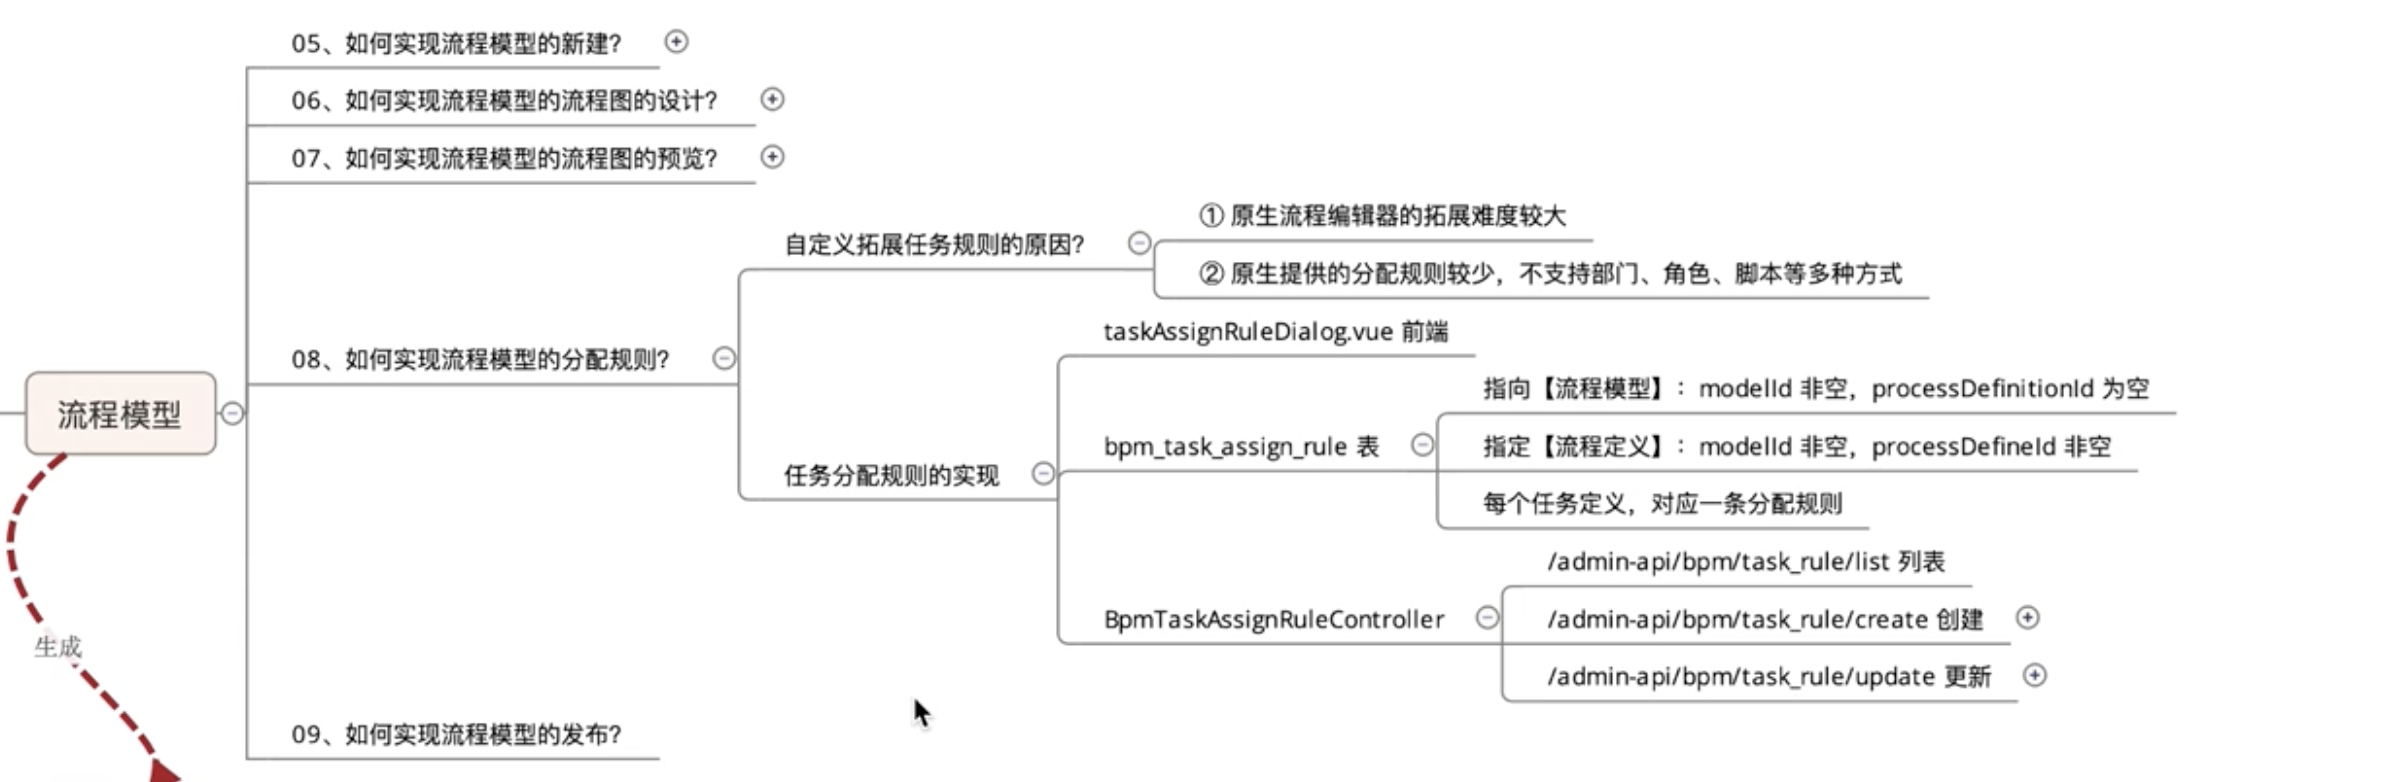 05、如何实现流程模型的新建?
06、如何实现流程模型的流程图的设计?
07、如何实现流程模型的流程图的预览?
① 原生流程编辑器的拓展难度较大
自定义拓展任务规则的原因?
② 原生提供的分配规则较少，不支持部门、角色、脚本等多种方式
taskAssignRuleDialog.vue 前端
08、如何实现流程模型的分配规则?
指向【流程模型】：modelId 非空，processDefinitionId 为空
流程模型
bpm_task_assign_rule 表
指定【流程定义】：modelId 非空，processDefineId 非空
任务分配规则的实现
每个任务定义，对应一条分配规则
/admin-api/bpm/task_rule/list 列表
BpmTaskAssignRuleController
/admin-api/bpm/task_rule/create 创建
生成
/admin-api/bpm/task_rule/update 更新
09、如何实现流程模型的发布?